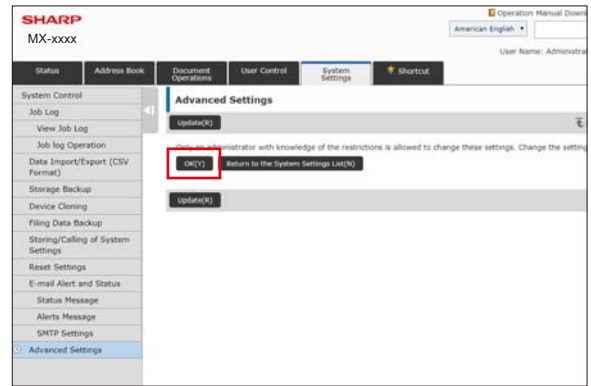 SHARP
MX-xxxx
Operation Manual Downl
American English
User Name: Administrat
Status
Address Book
Document Operations
User Control
System Settings
Shortcut
System Control
Job Log
View Job Log
Job log Operation
Data Import/Export (CSV
Format)
Storage Backup
Device Cloning
Filing Data Backup
Storing/Calling of System
Settings
Reset Settings
E-mail Alert and Status
Status Message
Alerts Message
SMTP Settings
Advanced Settings
Advanced Settings
Update(R)
Only an administrator with knowledge of the restrictions is allowed to change these settings. Change the setting
OK(Y)
Return to the System Settings List(N)
Update(R)